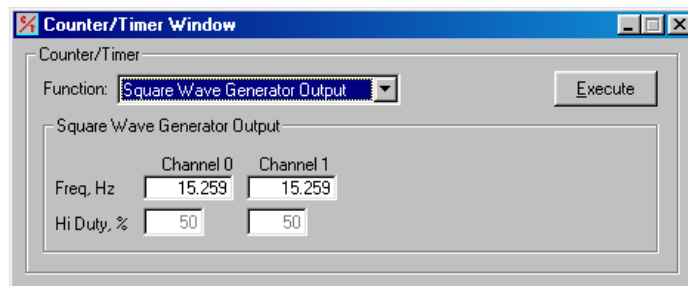 C/T Counter/Timer Window
Counter/Timer
Function: Square Wave Generator Output Execute
Square Wave Generator Output
Channel 0 Channel 1
Freq, Hz 15.259 15.259
Hi Duty, % 50 50